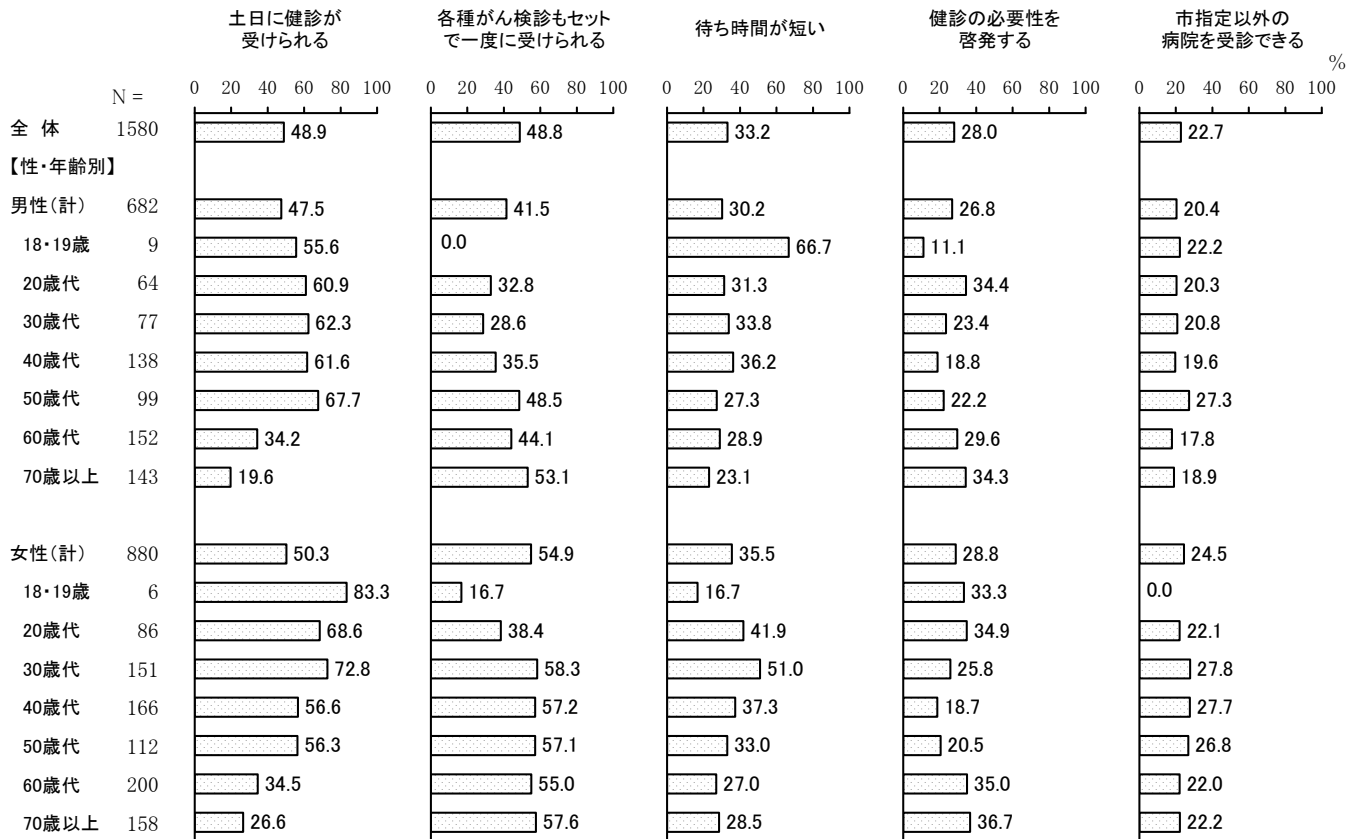 土日に健診が
受けられる
各種がん検診もセット
で一度に受けられる
待ち時間が短い
健診の必要性を
啓発する
市指定以外の
病院を受診できる
%
N =
0 20 40 60 80 100
0 20 40 60 80 100
0 20 40 60 80 100
0 20 40 60 80 100
0 20 40 60 80 100
全 体 1580 48.9 48.8 33.2 28.0 22.7
【性・年齢別】
男性(計) 682 47.5 41.5 30.2 26.8 20.4
18・19歳 9 55.6 0.0 66.7 11.1 22.2
20歳代 64 60.9 32.8 31.3 34.4 20.3
30歳代 77 62.3 28.6 33.8 23.4 20.8
40歳代 138 61.6 35.5 36.2 18.8 19.6
50歳代 99 67.7 48.5 27.3 22.2 27.3
60歳代 152 34.2 44.1 28.9 29.6 17.8
70歳以上 143 19.6 53.1 23.1 34.3 18.9
女性(計) 880 50.3 54.9 35.5 28.8 24.5
18・19歳 6 83.3 16.7 16.7 33.3 0.0
20歳代 86 68.6 38.4 41.9 34.9 22.1
30歳代 151 72.8 58.3 51.0 25.8 27.8
40歳代 166 56.6 57.2 37.3 18.7 27.7
50歳代 112 56.3 57.1 33.0 20.5 26.8
60歳代 200 34.5 55.0 27.0 35.0 22.0
70歳以上 158 26.6 57.6 28.5 36.7 22.2